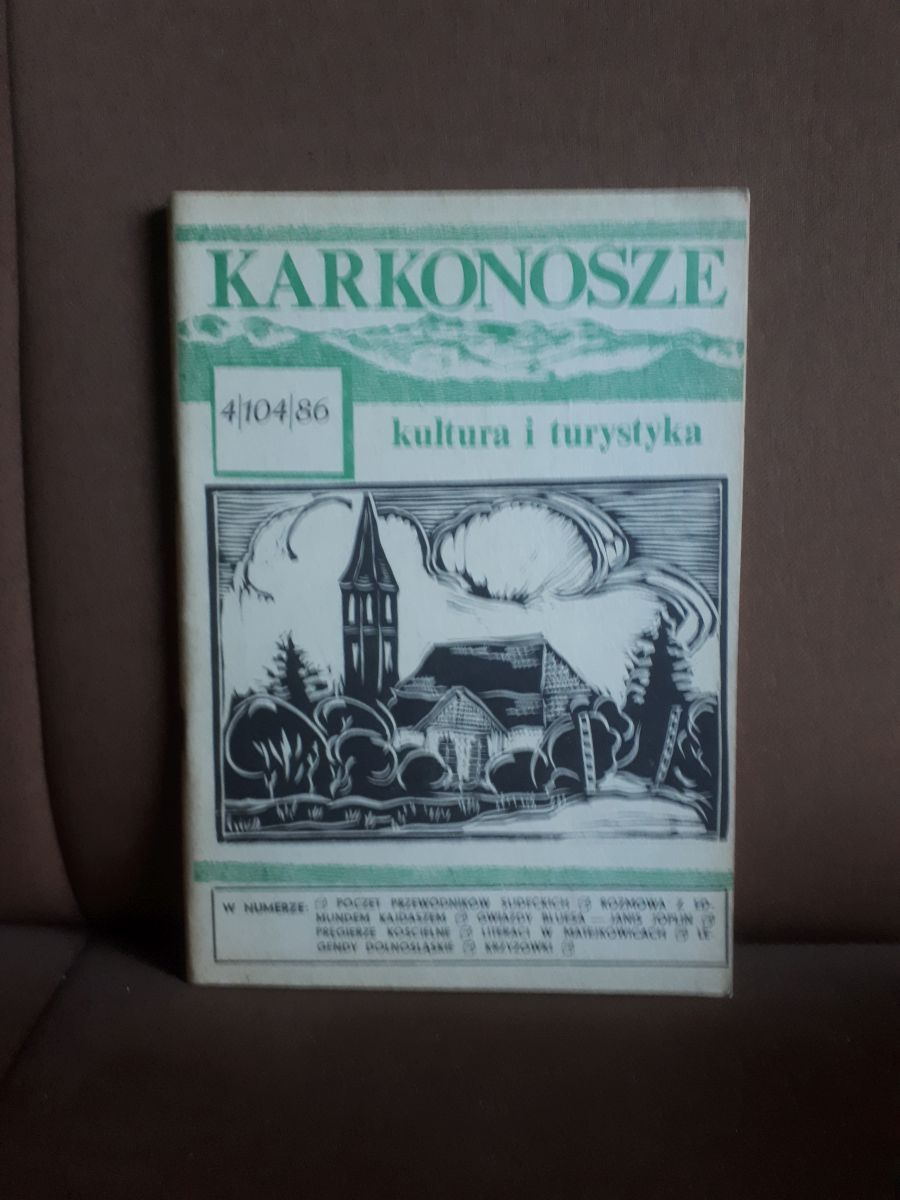 KARKONOSZE
4/104/86
kultura i turystyka
W NUMERZE: POCZET PRZEWODNIKÓW SUDECKICH ROZMOWA Z ED-
MUNDEM KAJDASZEM GWIAZDY BLUESA — JANIS JOPLIN
PRĘGIERZE KOŚCIELNE LITERACI W MATEJKOWICACH LE-
GENDY DOLNOŚLĄSKIE KRZYŻÓWKI